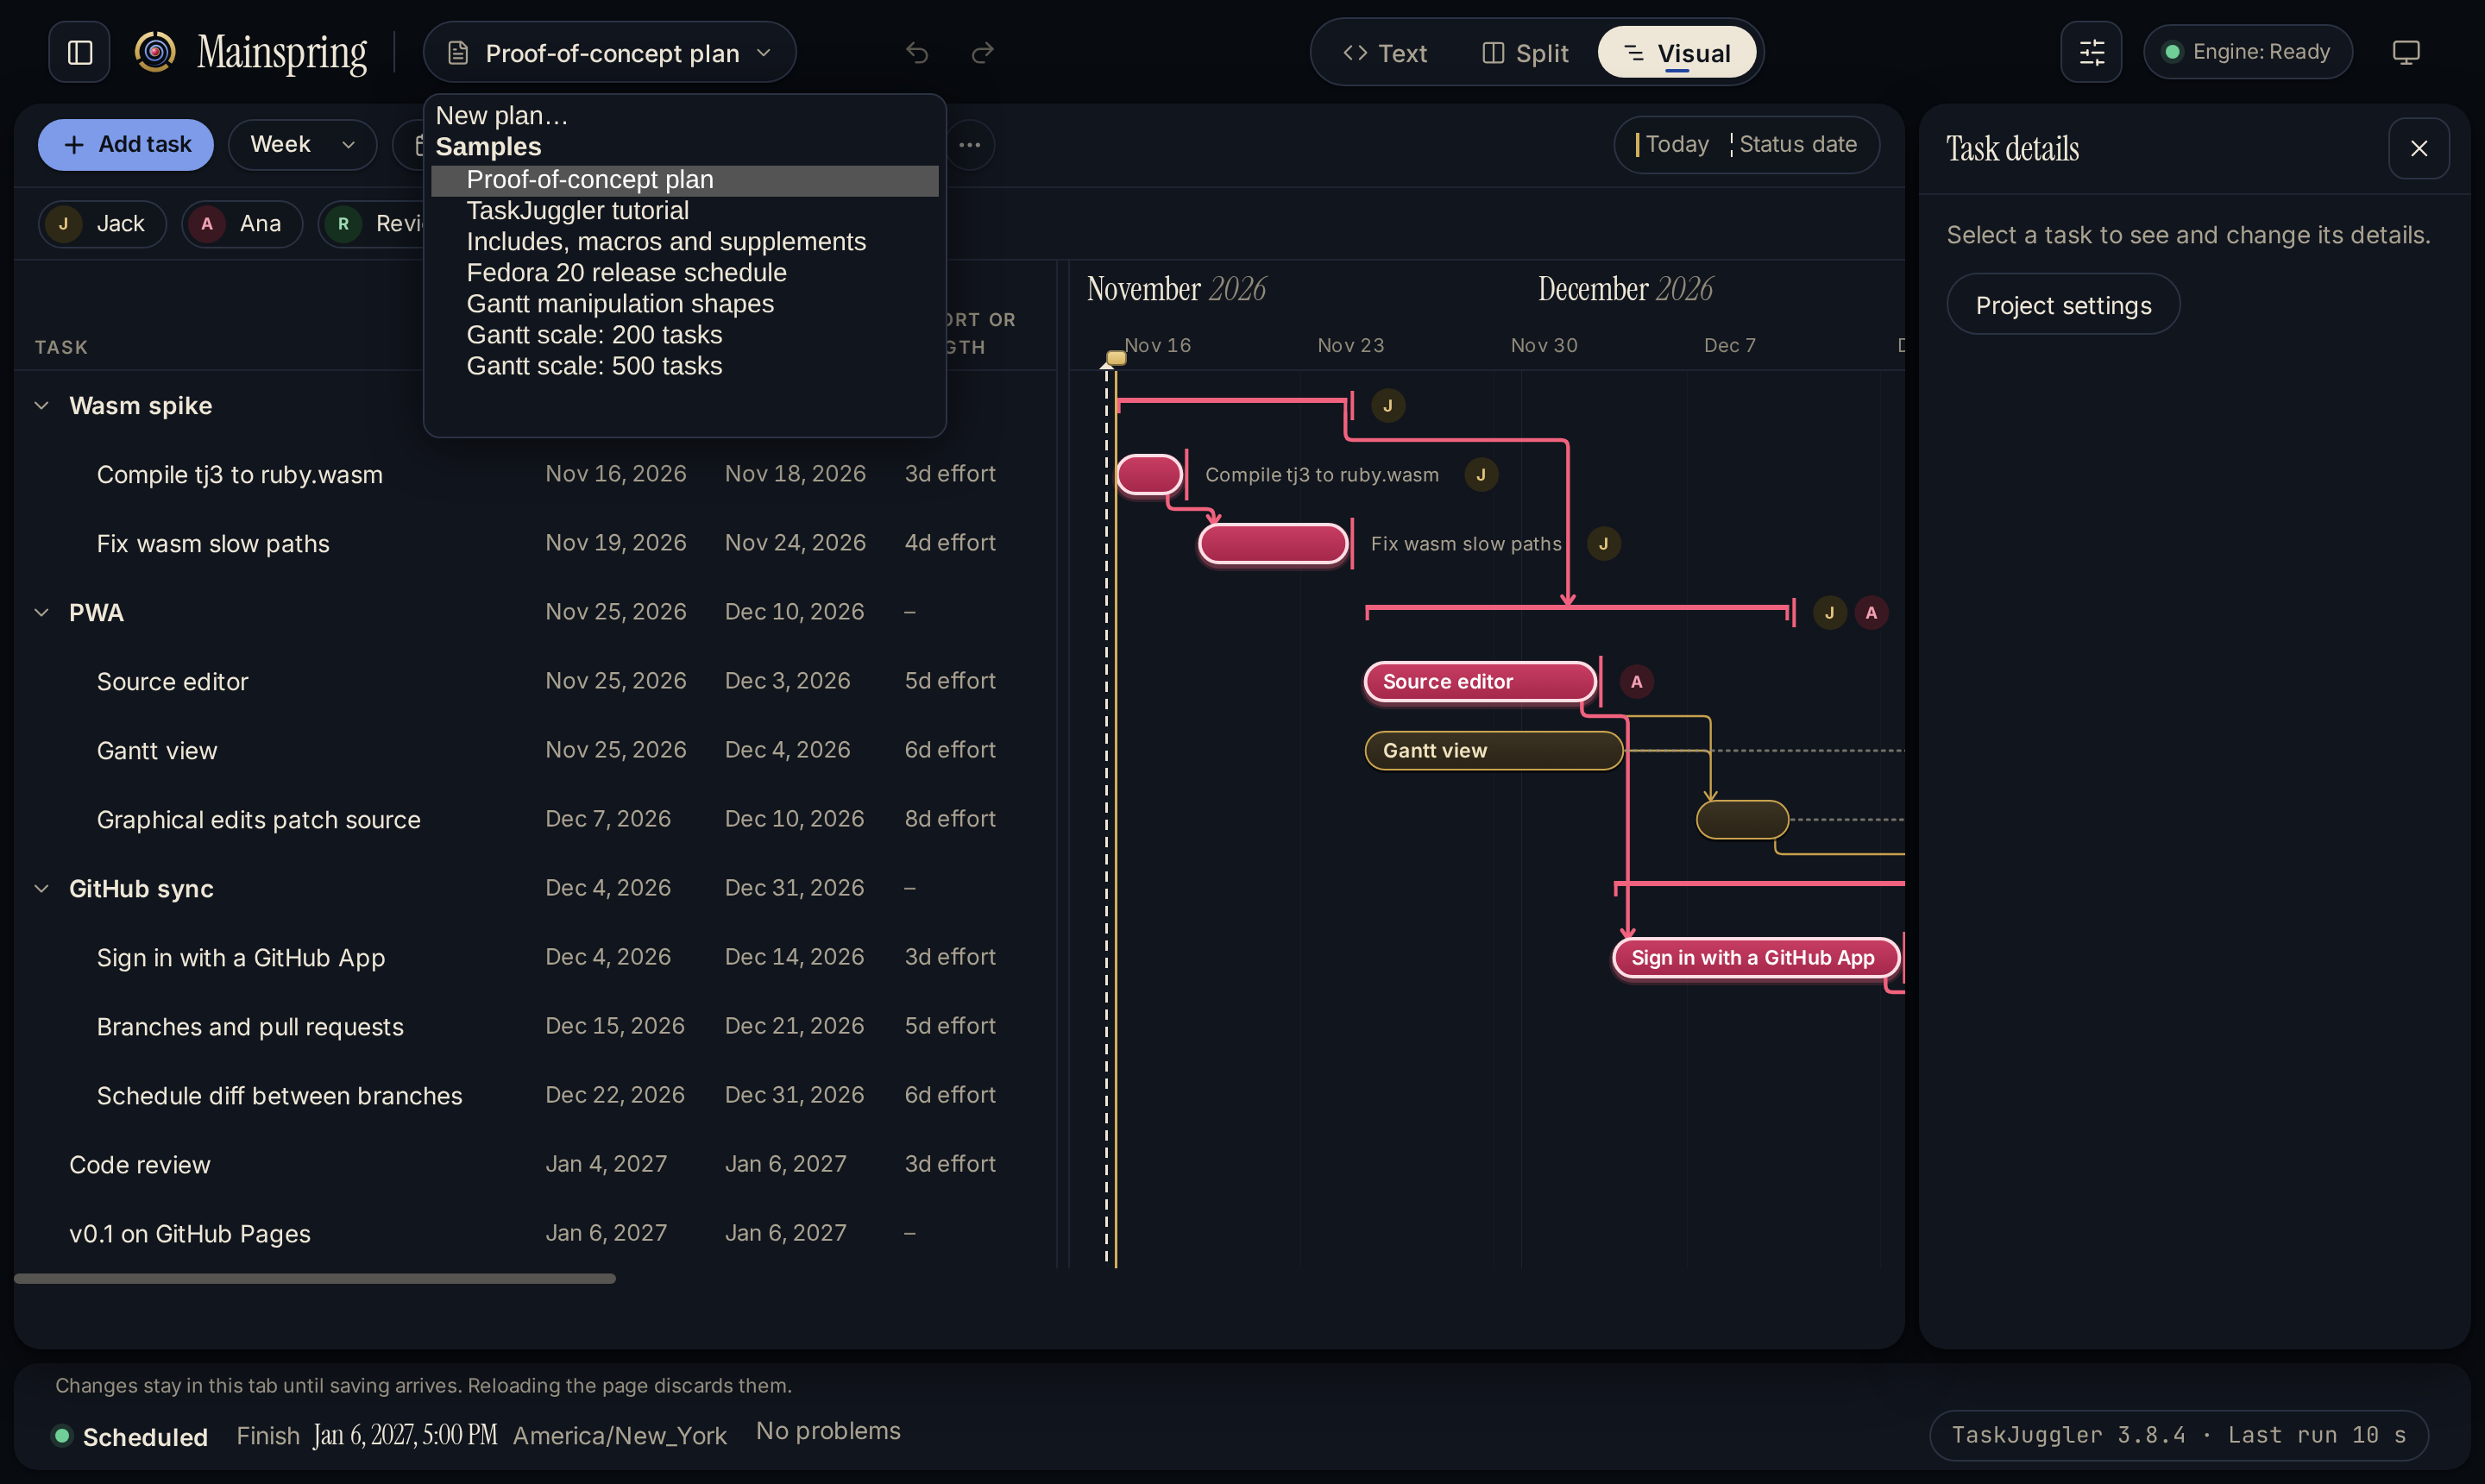 Mainspring
Proof-of-concept plan
Text
Split
Visual
Engine: Ready
New plan…
Samples
Proof-of-concept plan
TaskJuggler tutorial
Includes, macros and supplements
Fedora 20 release schedule
Gantt manipulation shapes
Gantt scale: 200 tasks
Gantt scale: 500 tasks
Add task
Week
Today
Status date
J Jack
A Ana
R
TASK
November 2026
December 2026
Nov 16
Nov 23
Nov 30
Dec 7
Wasm spike
J
Compile tj3 to ruby.wasm Nov 16, 2026 Nov 18, 2026 3d effort
Compile tj3 to ruby.wasm J
Fix wasm slow paths Nov 19, 2026 Nov 24, 2026 4d effort
Fix wasm slow paths J
PWA Nov 25, 2026 Dec 10, 2026 –
J A
Source editor Nov 25, 2026 Dec 3, 2026 5d effort
Source editor A
Gantt view Nov 25, 2026 Dec 4, 2026 6d effort
Gantt view
Graphical edits patch source Dec 7, 2026 Dec 10, 2026 8d effort
GitHub sync Dec 4, 2026 Dec 31, 2026 –
Sign in with a GitHub App Dec 4, 2026 Dec 14, 2026 3d effort
Sign in with a GitHub App
Branches and pull requests Dec 15, 2026 Dec 21, 2026 5d effort
Schedule diff between branches Dec 22, 2026 Dec 31, 2026 6d effort
Code review Jan 4, 2027 Jan 6, 2027 3d effort
v0.1 on GitHub Pages Jan 6, 2027 Jan 6, 2027 –
Task details
Select a task to see and change its details.
Project settings
Changes stay in this tab until saving arrives. Reloading the page discards them.
Scheduled Finish Jan 6, 2027, 5:00 PM America/New_York No problems
TaskJuggler 3.8.4 · Last run 10 s